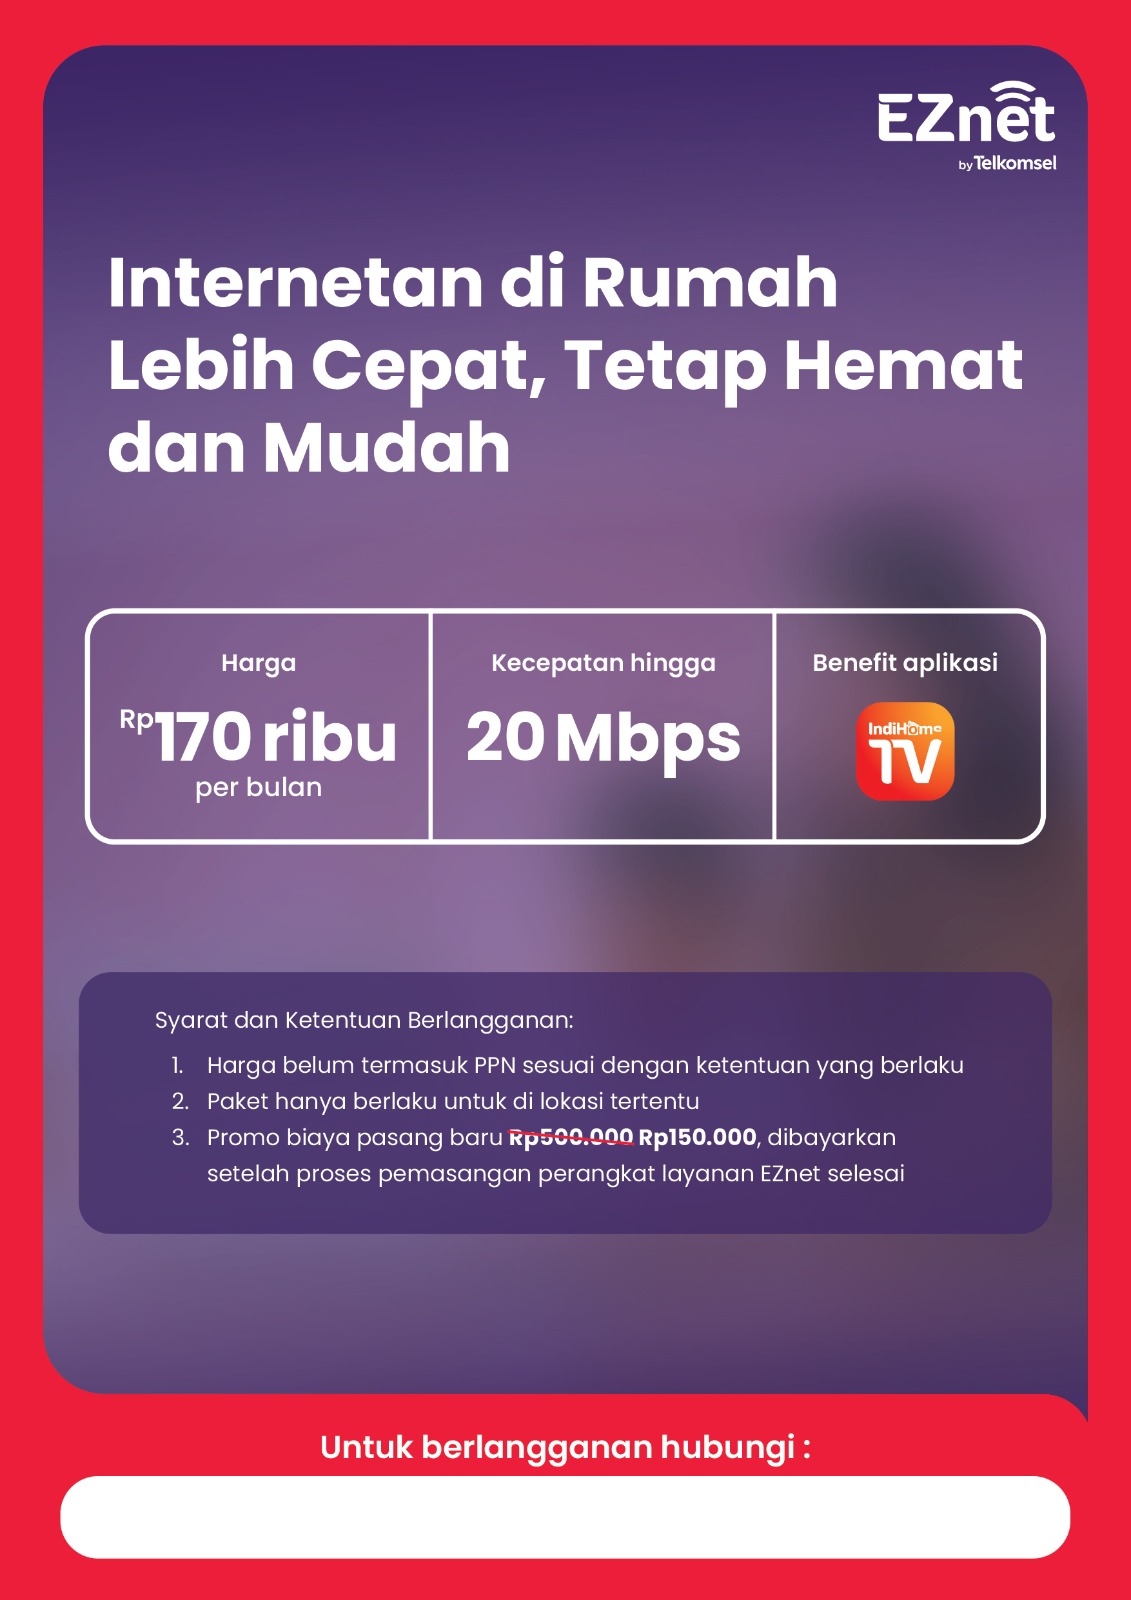 EZnet
by Telkomsel
Internetan di Rumah
Lebih Cepat, Tetap Hemat
dan Mudah
Harga
Rp170 ribu
per bulan
Kecepatan hingga
20 Mbps
Benefit aplikasi
IndiHome
TV
Syarat dan Ketentuan Berlangganan:
1. Harga belum termasuk PPN sesuai dengan ketentuan yang berlaku
2. Paket hanya berlaku untuk di lokasi tertentu
3. Promo biaya pasang baru Rp500.000 Rp150.000, dibayarkan
setelah proses pemasangan perangkat layanan EZnet selesai
Untuk berlangganan hubungi :